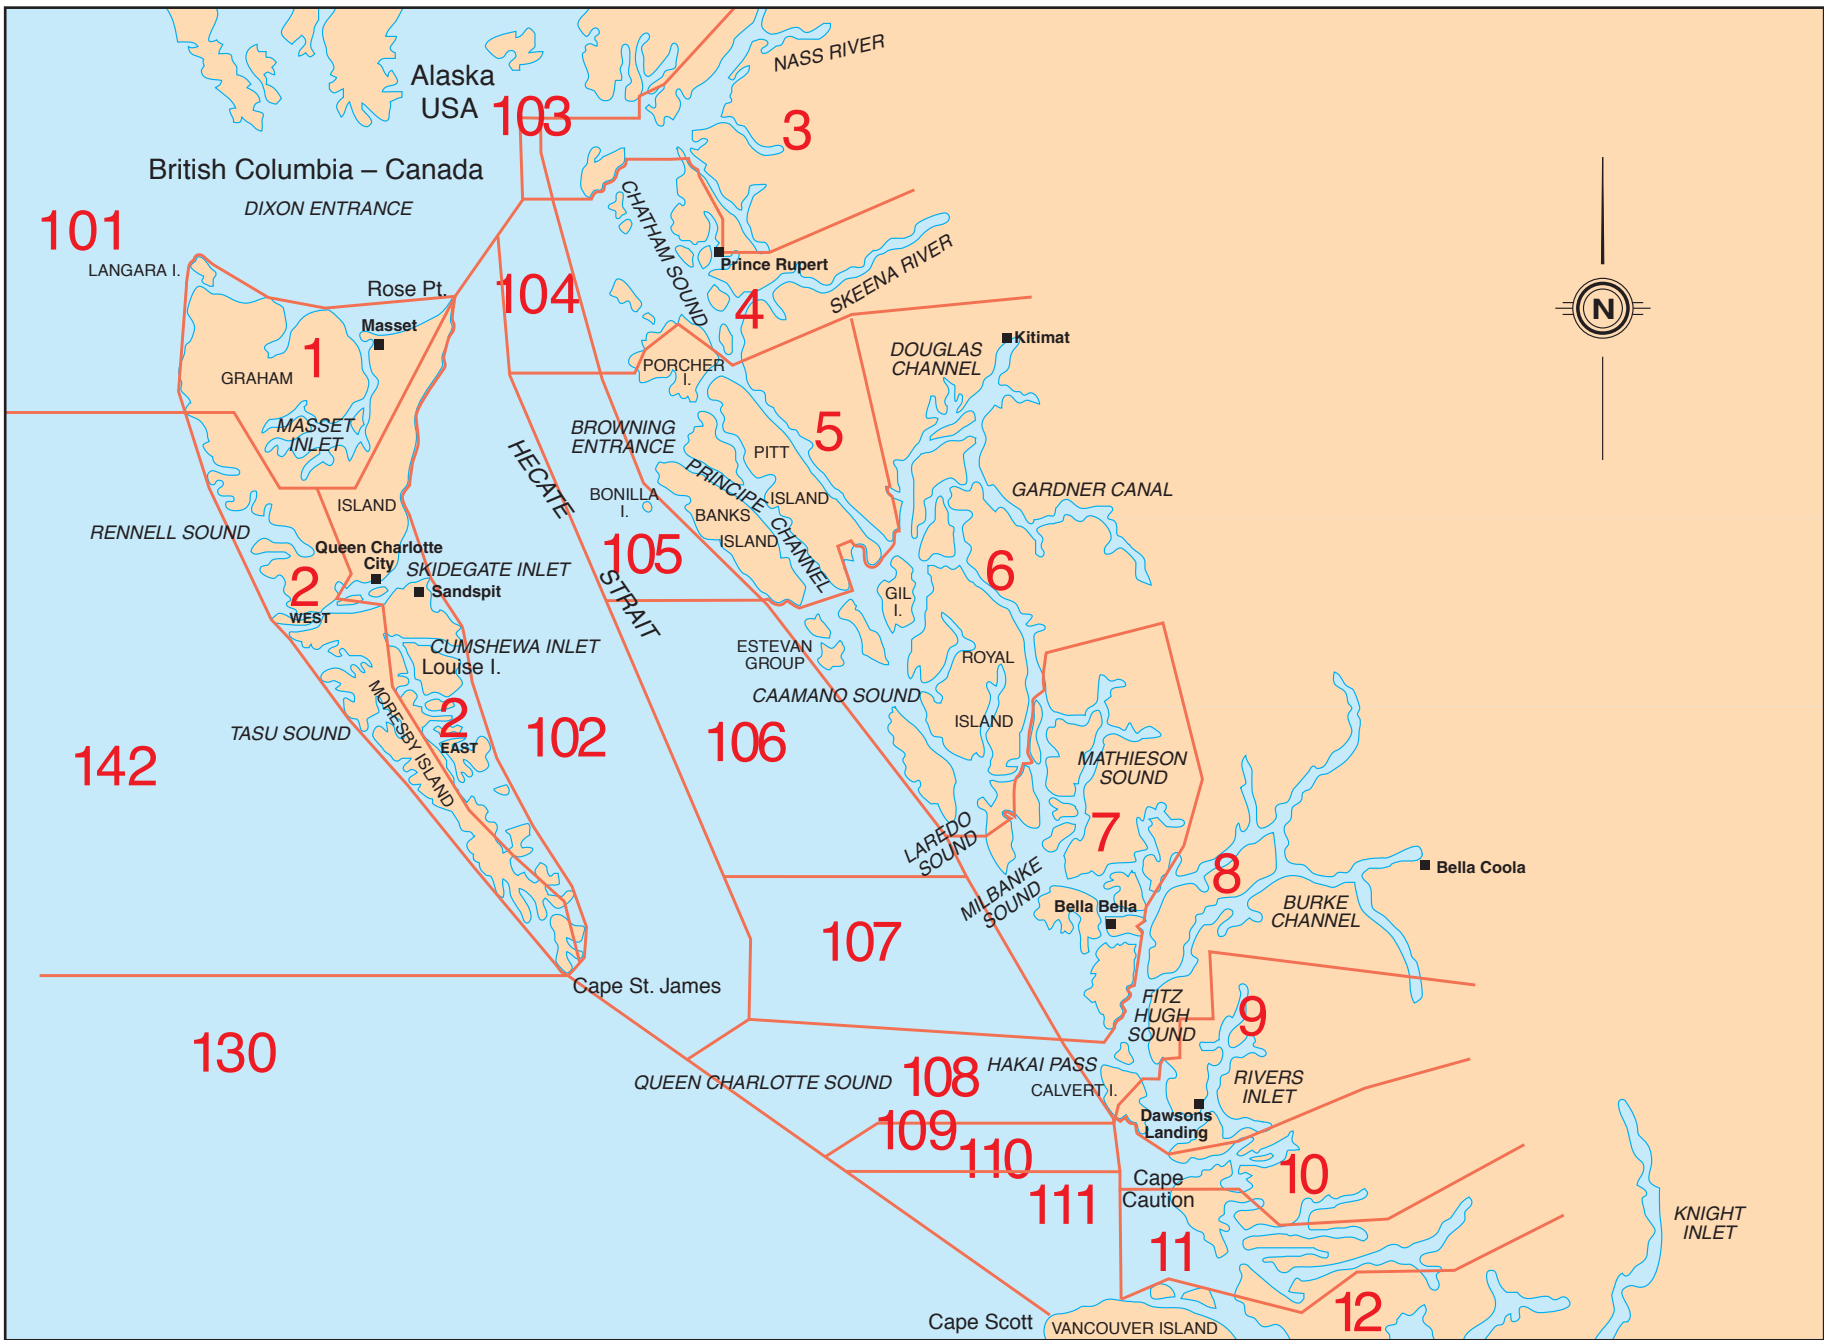 NASS RIVER
Alaska
USA
103
3
British Columbia – Canada
DIXON ENTRANCE
101
LANGARA I.
CHATHAM SOUND
Prince Rupert
SKEENA RIVER
Rose Pt.
104
4
N
Masset
1
GRAHAM
PORCHER
I.
DOUGLAS
CHANNEL
Kitimat
MASSET
INLET
BROWNING
ENTRANCE
5
PITT
ISLAND
HECATE
STRAIT
PRINCIPE CHANNEL
GARDNER CANAL
ISLAND
BONILLA
I.
BANKS
ISLAND
RENNELL SOUND
Queen Charlotte
City
SKIDEGATE INLET
105
6
2
WEST
Sandspit
GIL
I.
CUMSHEWA INLET
Louise I.
ESTEVAN
GROUP
ROYAL
ISLAND
CAAMANO SOUND
MORESBY ISLAND
2
EAST
TASU SOUND
102
106
142
MATHIESON
SOUND
7
LAREDO
SOUND
8
Bella Coola
MILBANKE
SOUND
Bella Bella
BURKE
CHANNEL
107
Cape St. James
FITZ
HUGH
SOUND
9
130
QUEEN CHARLOTTE SOUND
108
HAKAI PASS
CALVERT I.
RIVERS
INLET
Dawsons
Landing
109
110
10
Cape
Caution
111
KNIGHT
INLET
11
12
Cape Scott
VANCOUVER ISLAND